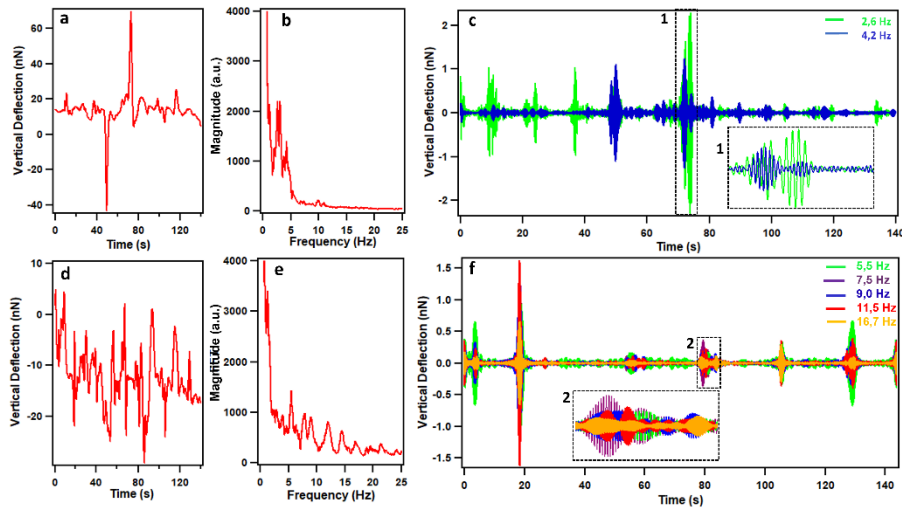 a
Vertical Deflection (nN)
60
40
20
0
-20
-40
0
40
80
120
Time (s)
b
Magnitude (a.u.)
4000
3000
2000
1000
0
0
5
10
15
20
25
Frequency (Hz)
c
1
2,6 Hz
4,2 Hz
Vertical Deflection (nN)
2
1
0
-1
-2
1
0
20
40
60
80
100
120
140
Time (s)
d
Vertical Deflection (nN)
10
0
-10
-20
0
40
80
120
Time (s)
e
Magnitude (a.u.)
4000
3000
2000
1000
0
0
5
10
15
20
25
Frequency (Hz)
f
5,5 Hz
7,5 Hz
9,0 Hz
11,5 Hz
16,7 Hz
Vertical Deflection (nN)
1.5
1.0
0.5
0.0
-0.5
-1.0
-1.5
2
2
0
20
40
60
80
100
120
140
Time (s)